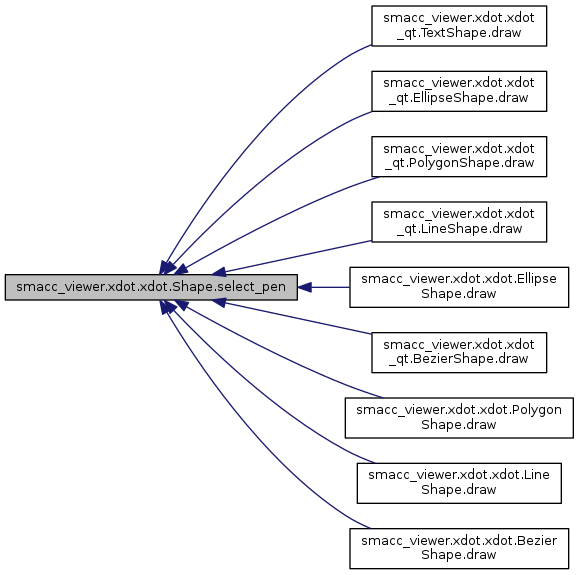 smacc_viewer.xdot.xdot
_qt.TextShape.draw
smacc_viewer.xdot.xdot
_qt.EllipseShape.draw
smacc_viewer.xdot.xdot
_qt.PolygonShape.draw
smacc_viewer.xdot.xdot
_qt.LineShape.draw
smacc_viewer.xdot.xdot.Shape.select_pen
smacc_viewer.xdot.xdot.Ellipse
Shape.draw
smacc_viewer.xdot.xdot
_qt.BezierShape.draw
smacc_viewer.xdot.xdot.Polygon
Shape.draw
smacc_viewer.xdot.xdot.Line
Shape.draw
smacc_viewer.xdot.xdot.Bezier
Shape.draw